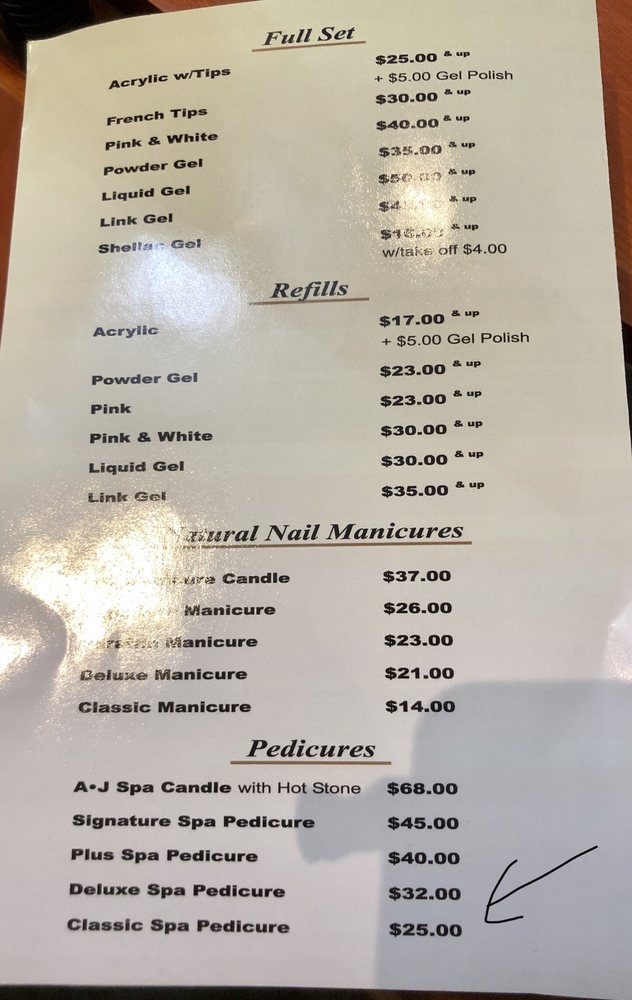 Full Set
Acrylic w/Tips $25.00 & up
+ $5.00 Gel Polish
French Tips $30.00 & up
Pink & White $40.00 & up
Powder Gel $35.00 & up
Liquid Gel & up
Link Gel & up
Shellac Gel & up
w/take off $4.00
Refills
Acrylic $17.00 & up
+ $5.00 Gel Polish
Powder Gel $23.00 & up
Pink $23.00 & up
Pink & White $30.00 & up
Liquid Gel $30.00 & up
Link Gel $35.00 & up
Natural Nail Manicures
Candle $37.00
Manicure $26.00
Manicure $23.00
Deluxe Manicure $21.00
Classic Manicure $14.00
Pedicures
A•J Spa Candle with Hot Stone $68.00
Signature Spa Pedicure $45.00
Plus Spa Pedicure $40.00
Deluxe Spa Pedicure $32.00
Classic Spa Pedicure $25.00